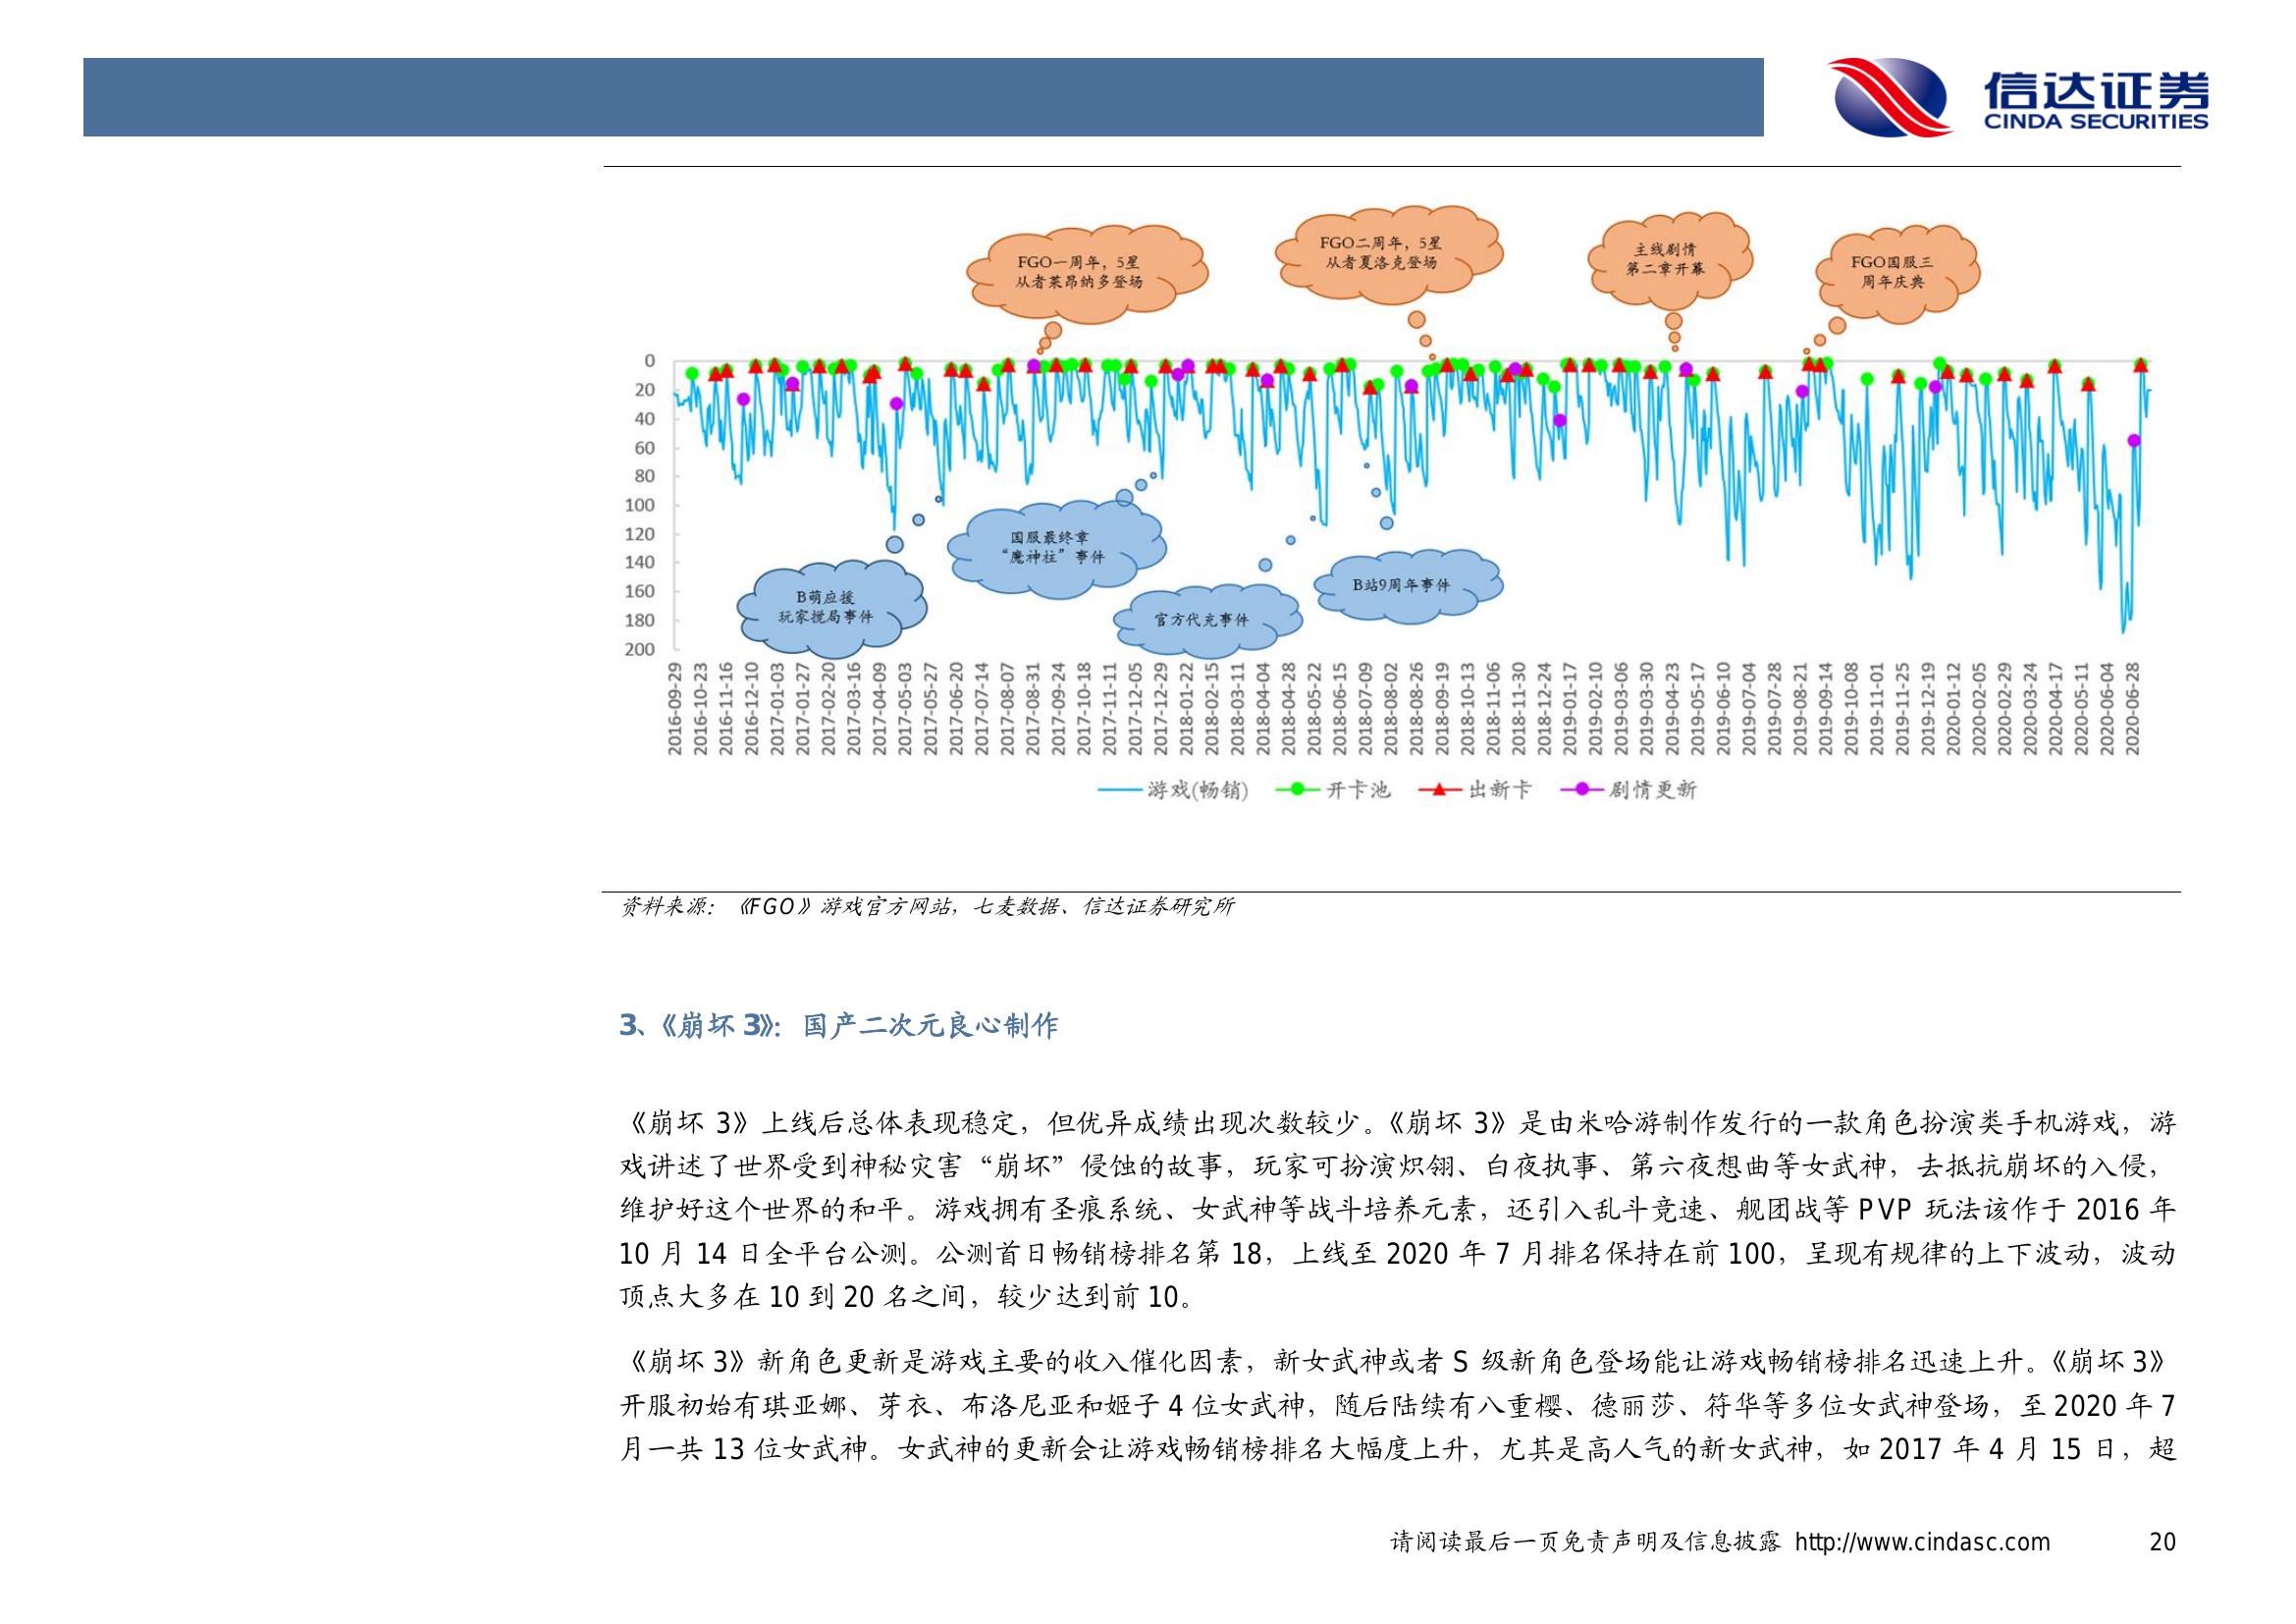 信达证券
CINDA SECURITIES
FGO一周年，5星
从者莱昂纳多登场
FGO二周年，5星
从者夏洛克登场
主线剧情
第二章开幕
FGO国服三
周年庆典
0
20
40
60
80
100
120
140
160
180
200
B萌应援
玩家搅局事件
国服最终章
“魔神柱”事件
官方代充事件
B站9周年事件
2016-09-29
2016-10-23
2016-11-16
2016-12-10
2017-01-03
2017-01-27
2017-02-20
2017-03-16
2017-04-09
2017-05-03
2017-05-27
2017-06-20
2017-07-14
2017-08-07
2017-08-31
2017-09-24
2017-10-18
2017-11-11
2017-12-05
2017-12-29
2018-01-22
2018-02-15
2018-03-11
2018-04-04
2018-04-28
2018-05-22
2018-06-15
2018-07-09
2018-08-02
2018-08-26
2018-09-19
2018-10-13
2018-11-06
2018-11-30
2018-12-24
2019-01-17
2019-02-10
2019-03-06
2019-03-30
2019-04-23
2019-05-17
2019-06-10
2019-07-04
2019-07-28
2019-08-21
2019-09-14
2019-10-08
2019-11-01
2019-11-25
2019-12-19
2020-01-12
2020-02-05
2020-02-29
2020-03-24
2020-04-17
2020-05-11
2020-06-04
2020-06-28
游戏(畅销) 开卡池 出新卡 剧情更新
资料来源：《FGO》游戏官方网站，七麦数据、信达证券研究所
3、《崩坏 3》：国产二次元良心制作
《崩坏 3》上线后总体表现稳定，但优异成绩出现次数较少。《崩坏 3》是由米哈游制作发行的一款角色扮演类手机游戏，游
戏讲述了世界受到神秘灾害“崩坏”侵蚀的故事，玩家可扮演炽翎、白夜执事、第六夜想曲等女武神，去抵抗崩坏的入侵，
维护好这个世界的和平。游戏拥有圣痕系统、女武神等战斗培养元素，还引入乱斗竞速、舰团战等 PVP 玩法该作于 2016 年
10 月 14 日全平台公测。公测首日畅销榜排名第 18，上线至 2020 年 7 月排名保持在前 100，呈现有规律的上下波动，波动
顶点大多在 10 到 20 名之间，较少达到前 10。
《崩坏 3》新角色更新是游戏主要的收入催化因素，新女武神或者 S 级新角色登场能让游戏畅销榜排名迅速上升。《崩坏 3》
开服初始有琪亚娜、芽衣、布洛尼亚和姬子 4 位女武神，随后陆续有八重樱、德丽莎、符华等多位女武神登场，至 2020 年 7
月一共 13 位女武神。女武神的更新会让游戏畅销榜排名大幅度上升，尤其是高人气的新女武神，如 2017 年 4 月 15 日，超
请阅读最后一页免责声明及信息披露 http://www.cindasc.com 20